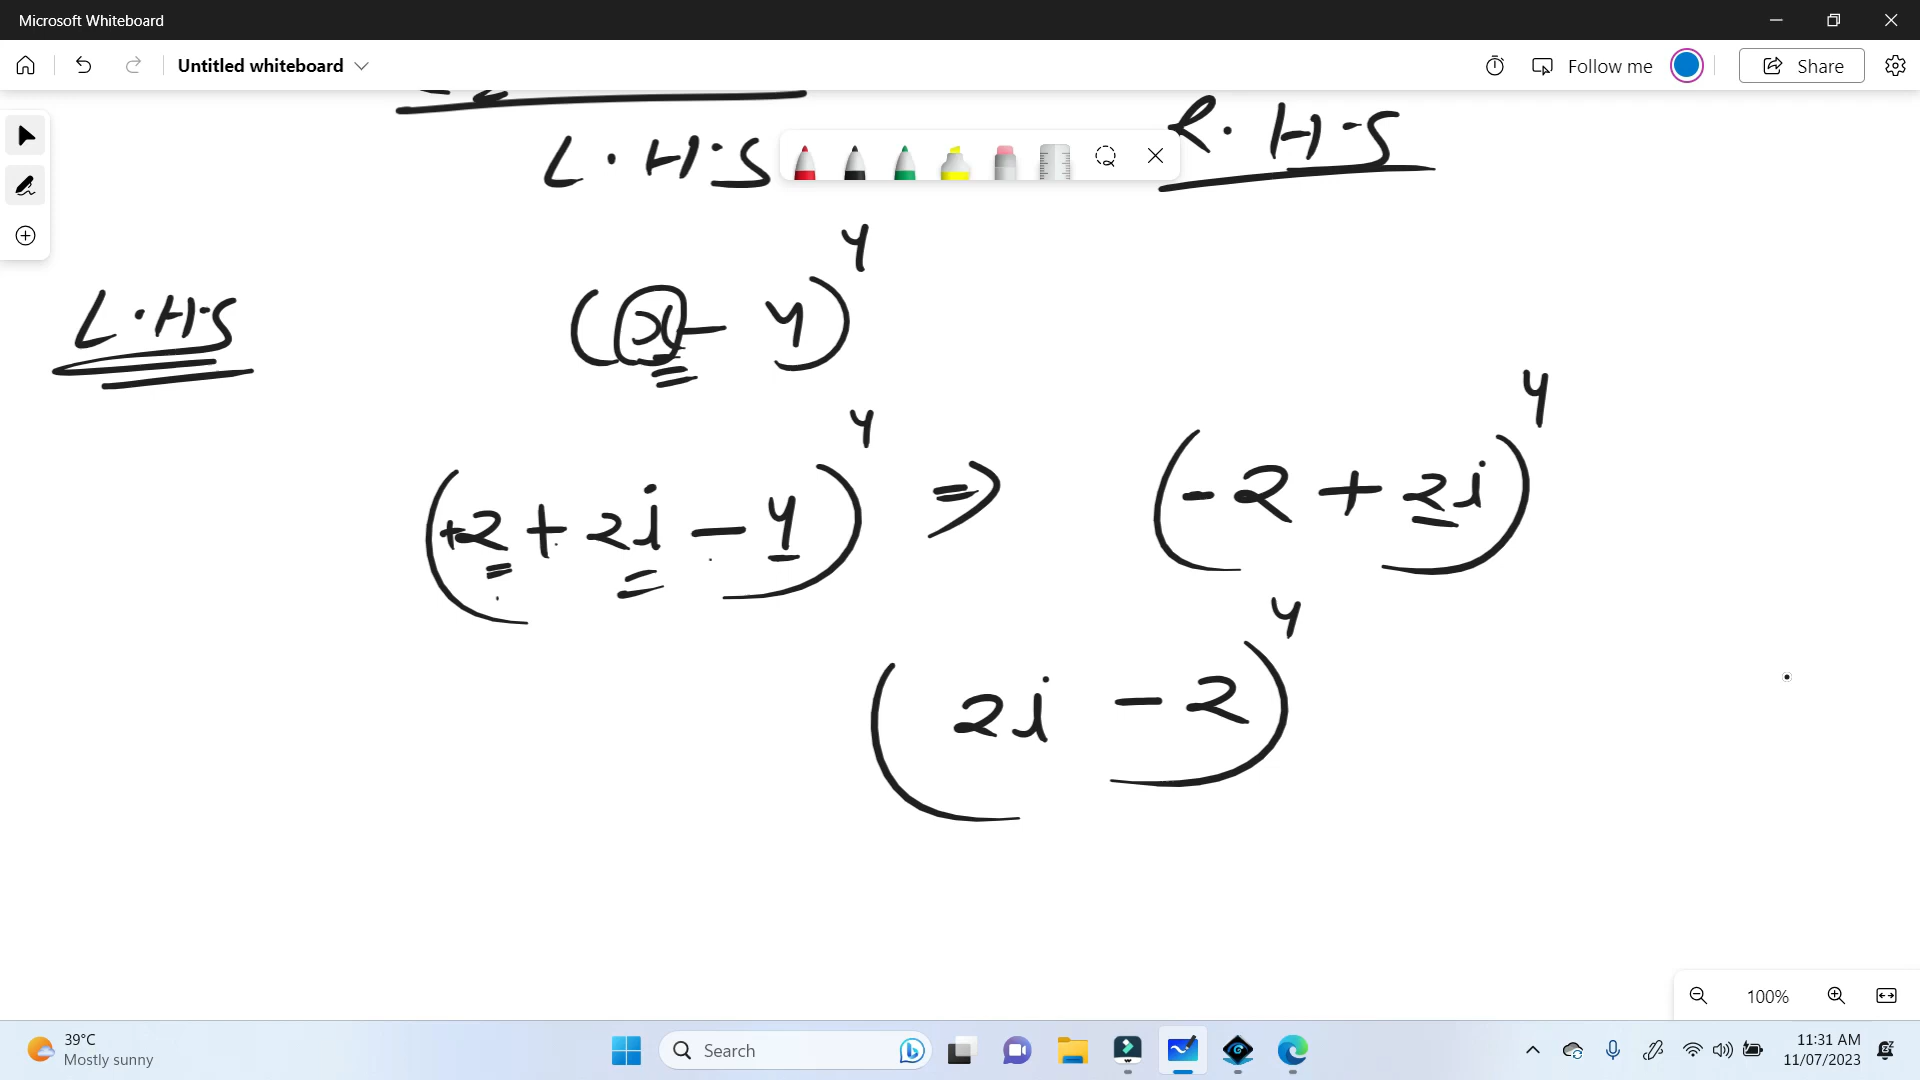 Microsoft Whiteboard
Untitled whiteboard
Follow me
Share
L.H.S
R.H.S
L.H.S
(x - 4)^4
(+2 + 2i - 4)^4 => (-2 + 2i)^4
(2i - 2)^4
100%
39°C
Mostly sunny
Search
11:31 AM
11/07/2023